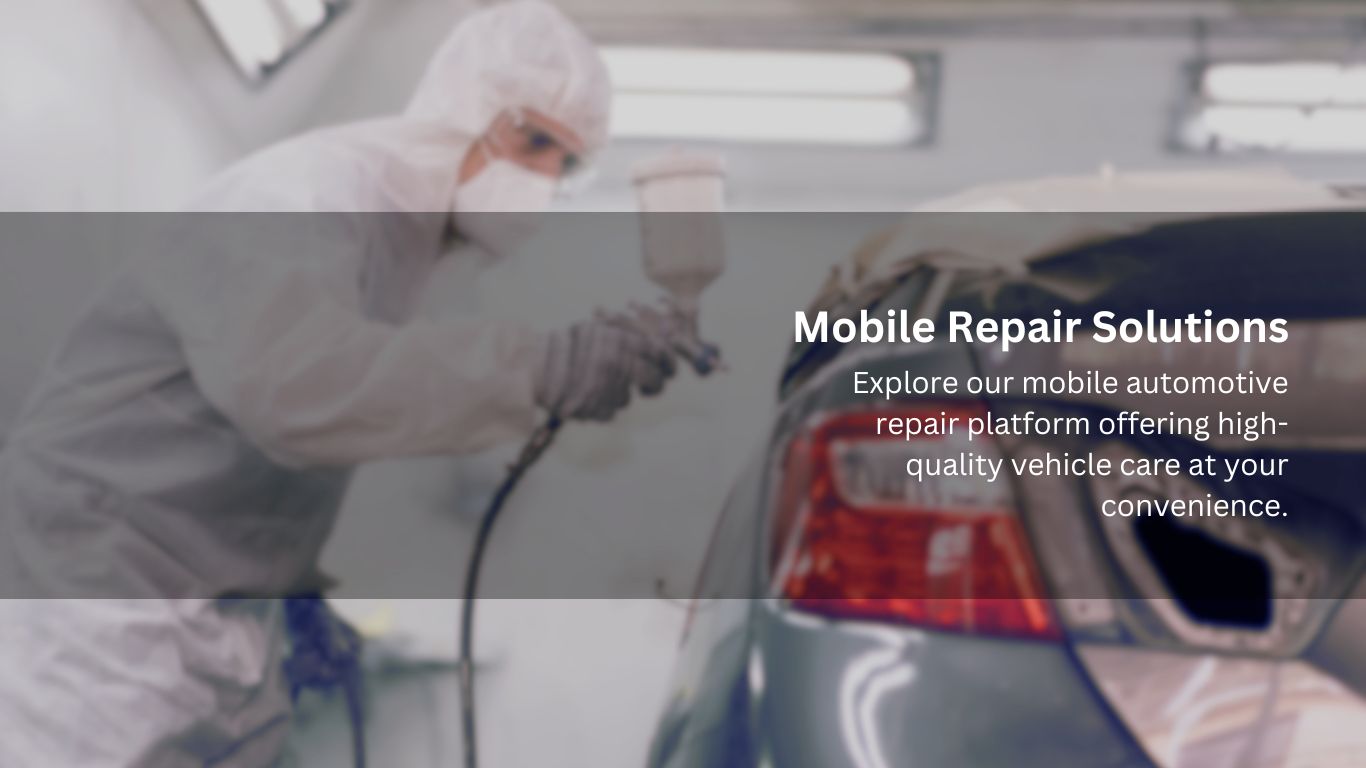 Mobile Repair Solutions
Explore our mobile automotive
repair platform offering high-
quality vehicle care at your
convenience.